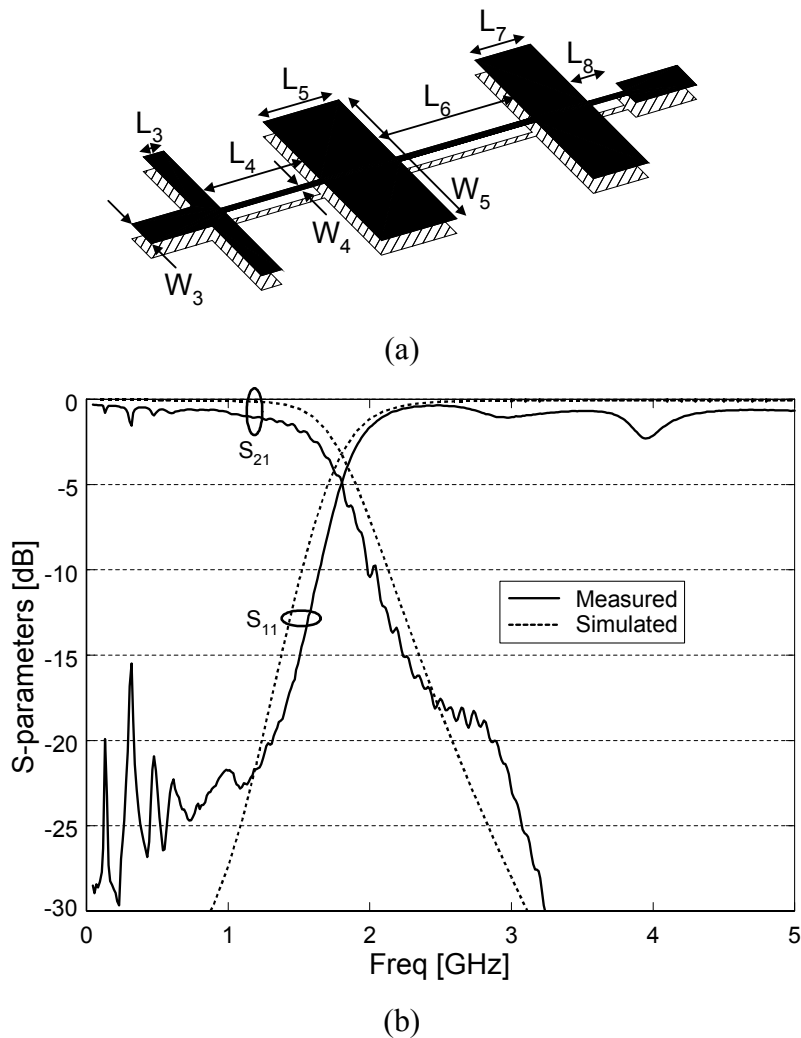 L₇
L₈
L₅
L₆
L₃
L₄
W₅
W₄
W₃
(a)
0
-5
-10
-15
-20
-25
-30
S-parameters [dB]
S₂₁
S₁₁
Measured
Simulated
0 1 2 3 4 5
Freq [GHz]
(b)